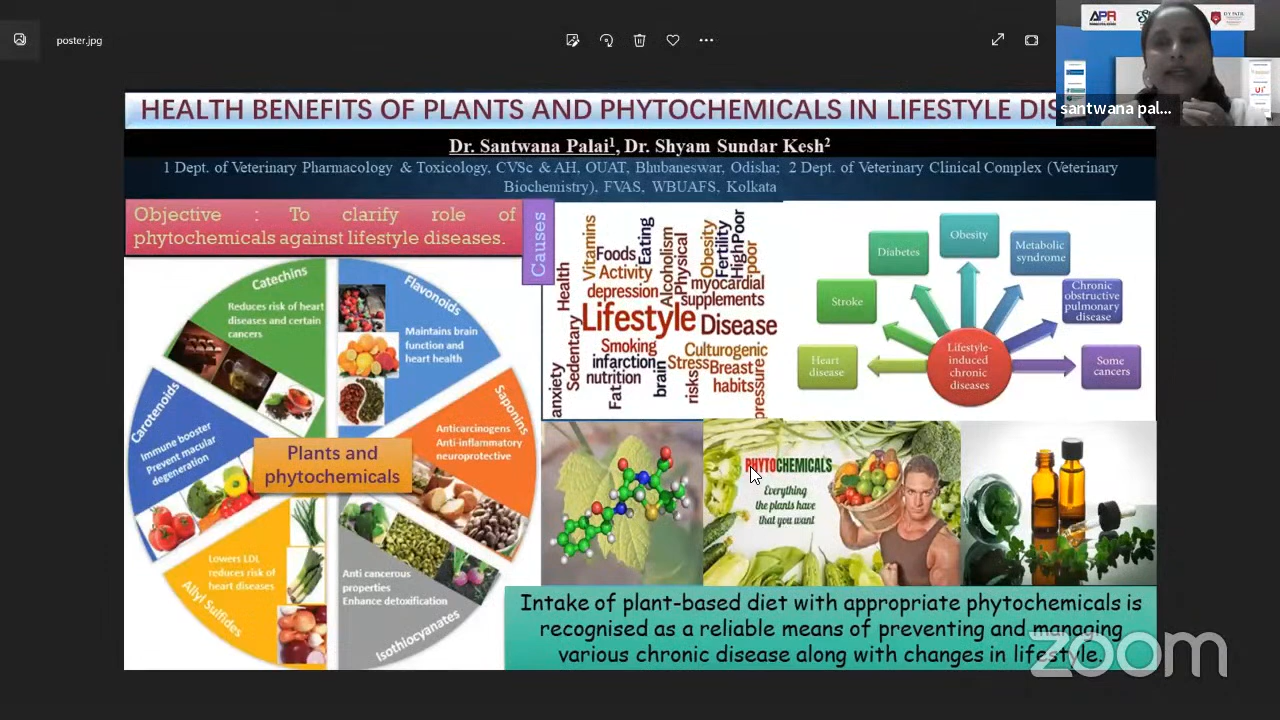 poster.jpg
APR
D Y PATIL
santwana pal...
HEALTH BENEFITS OF PLANTS AND PHYTOCHEMICALS IN LIFESTYLE DIS
Dr. Santwana Palai¹, Dr. Shyam Sundar Kesh²
1 Dept. of Veterinary Pharmacology & Toxicology, CVSc & AH, OUAT, Bhubaneswar, Odisha; 2 Dept. of Veterinary Clinical Complex (Veterinary
Biochemistry), FVAS, WBUAFS, Kolkata
Objective : To clarify role of
phytochemicals against lifestyle diseases.
Causes
Catechins
Reduces risk of heart
diseases and certain
cancers
Flavonoids
Maintains brain
function and
heart health
Carotenoids
Immune booster
Prevent macular
degeneration
Saponins
Anticarcinogens
Anti-inflammatory
neuroprotective
Plants and
phytochemicals
Lowers LDL
reduces risk of
heart diseases
Allyl Sulfides
Anti cancerous
properties
Enhance detoxification
Isothiocyanates
Health
Vitamins
Foods
Eating
Activity
depression
Alcoholism
Physical
Obesity
Fertility
High
Poor
poor
myocardial
supplements
Lifestyle
Disease
Sedentary
anxiety
Smoking
infarction
nutrition
Fat
brain
Culturogenic
Stress
Breast
risks
habits
pressure
Diabetes
Obesity
Metabolic
syndrome
Stroke
Chronic
obstructive
pulmonary
disease
Heart
disease
Lifestyle-
induced
chronic
diseases
Some
cancers
PHYTOCHEMICALS
Everything
the plants have
that you want
Intake of plant-based diet with appropriate phytochemicals is
recognised as a reliable means of preventing and managing
various chronic disease along with changes in lifestyle.
zoom